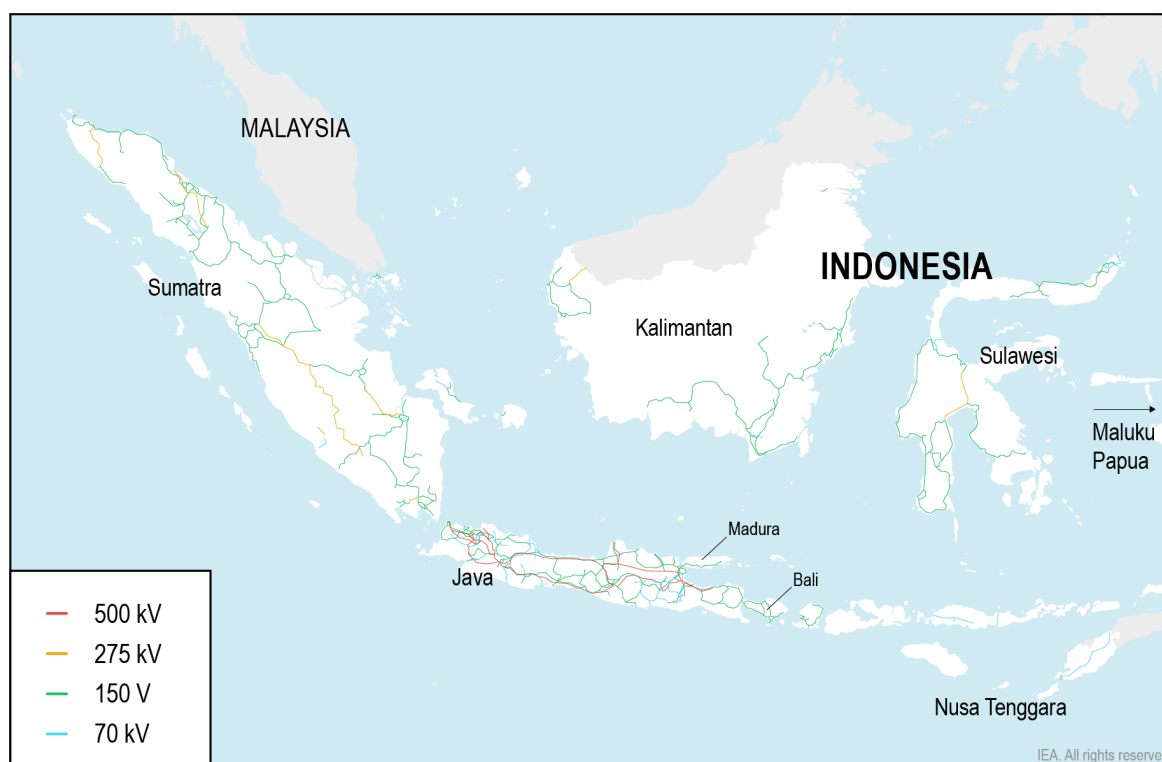 MALAYSIA
INDONESIA
Sumatra
Kalimantan
Sulawesi
Maluku
Papua
Madura
Java
Bali
Nusa Tenggara
500 kV
275 kV
150 V
70 kV
IEA. All rights reserve